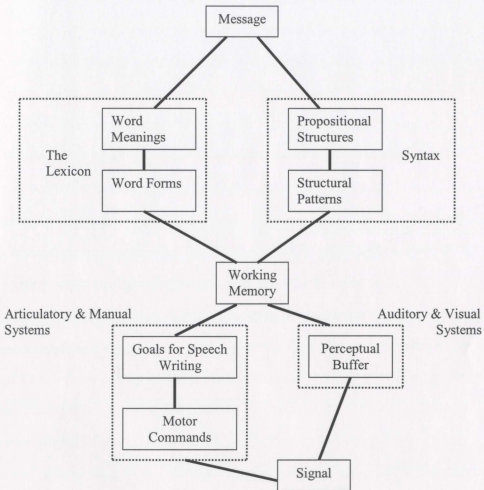 Message
Word
Meanings
Propositional
Structures
The
Lexicon
Syntax
Word Forms
Structural
Patterns
Working
Memory
Articulatory & Manual
Systems
Auditory & Visual
Systems
Goals for Speech
Writing
Perceptual
Buffer
Motor
Commands
Signal